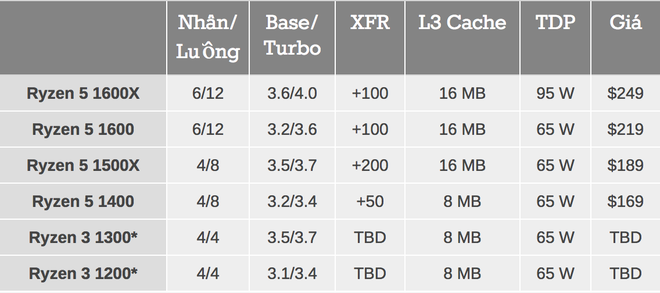 Nhân/ Luồng Base/ Turbo XFR L3 Cache TDP Giá
Ryzen 5 1600X 6/12 3.6/4.0 +100 16 MB 95 W $249
Ryzen 5 1600 6/12 3.2/3.6 +100 16 MB 65 W $219
Ryzen 5 1500X 4/8 3.5/3.7 +200 16 MB 65 W $189
Ryzen 5 1400 4/8 3.2/3.4 +50 8 MB 65 W $169
Ryzen 3 1300* 4/4 3.5/3.7 TBD 8 MB 65 W TBD
Ryzen 3 1200* 4/4 3.1/3.4 TBD 8 MB 65 W TBD